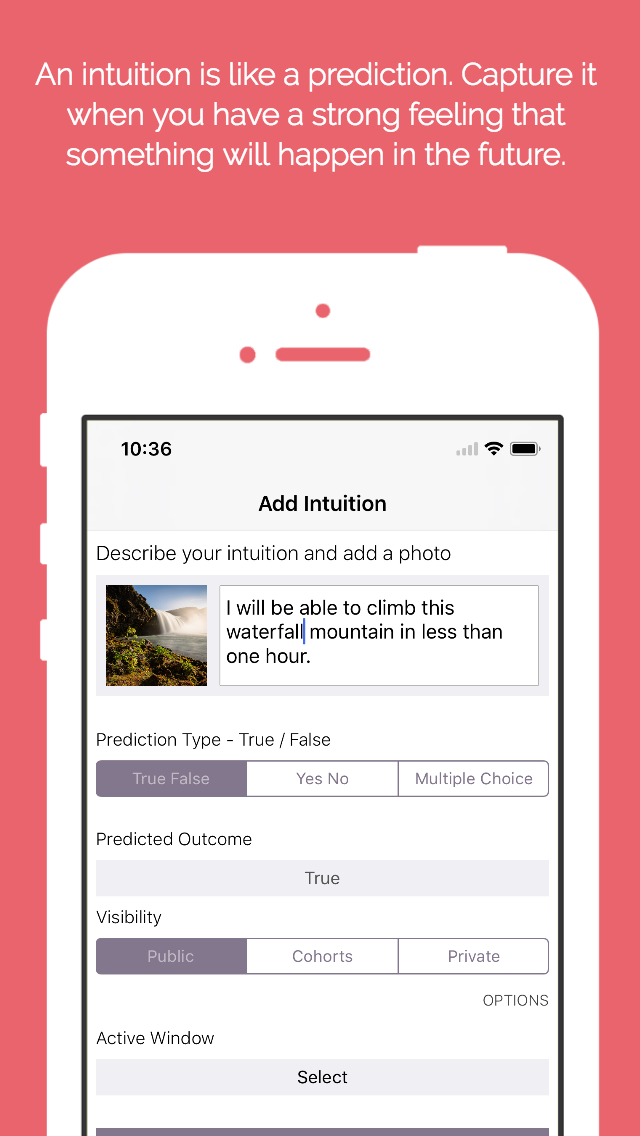 An intuition is like a prediction. Capture it
when you have a strong feeling that
something will happen in the future.
10:36
Add Intuition
Describe your intuition and add a photo
I will be able to climb this
waterfall mountain in less than
one hour.
Prediction Type - True / False
True False
Yes No
Multiple Choice
Predicted Outcome
True
Visibility
Public
Cohorts
Private
OPTIONS
Active Window
Select